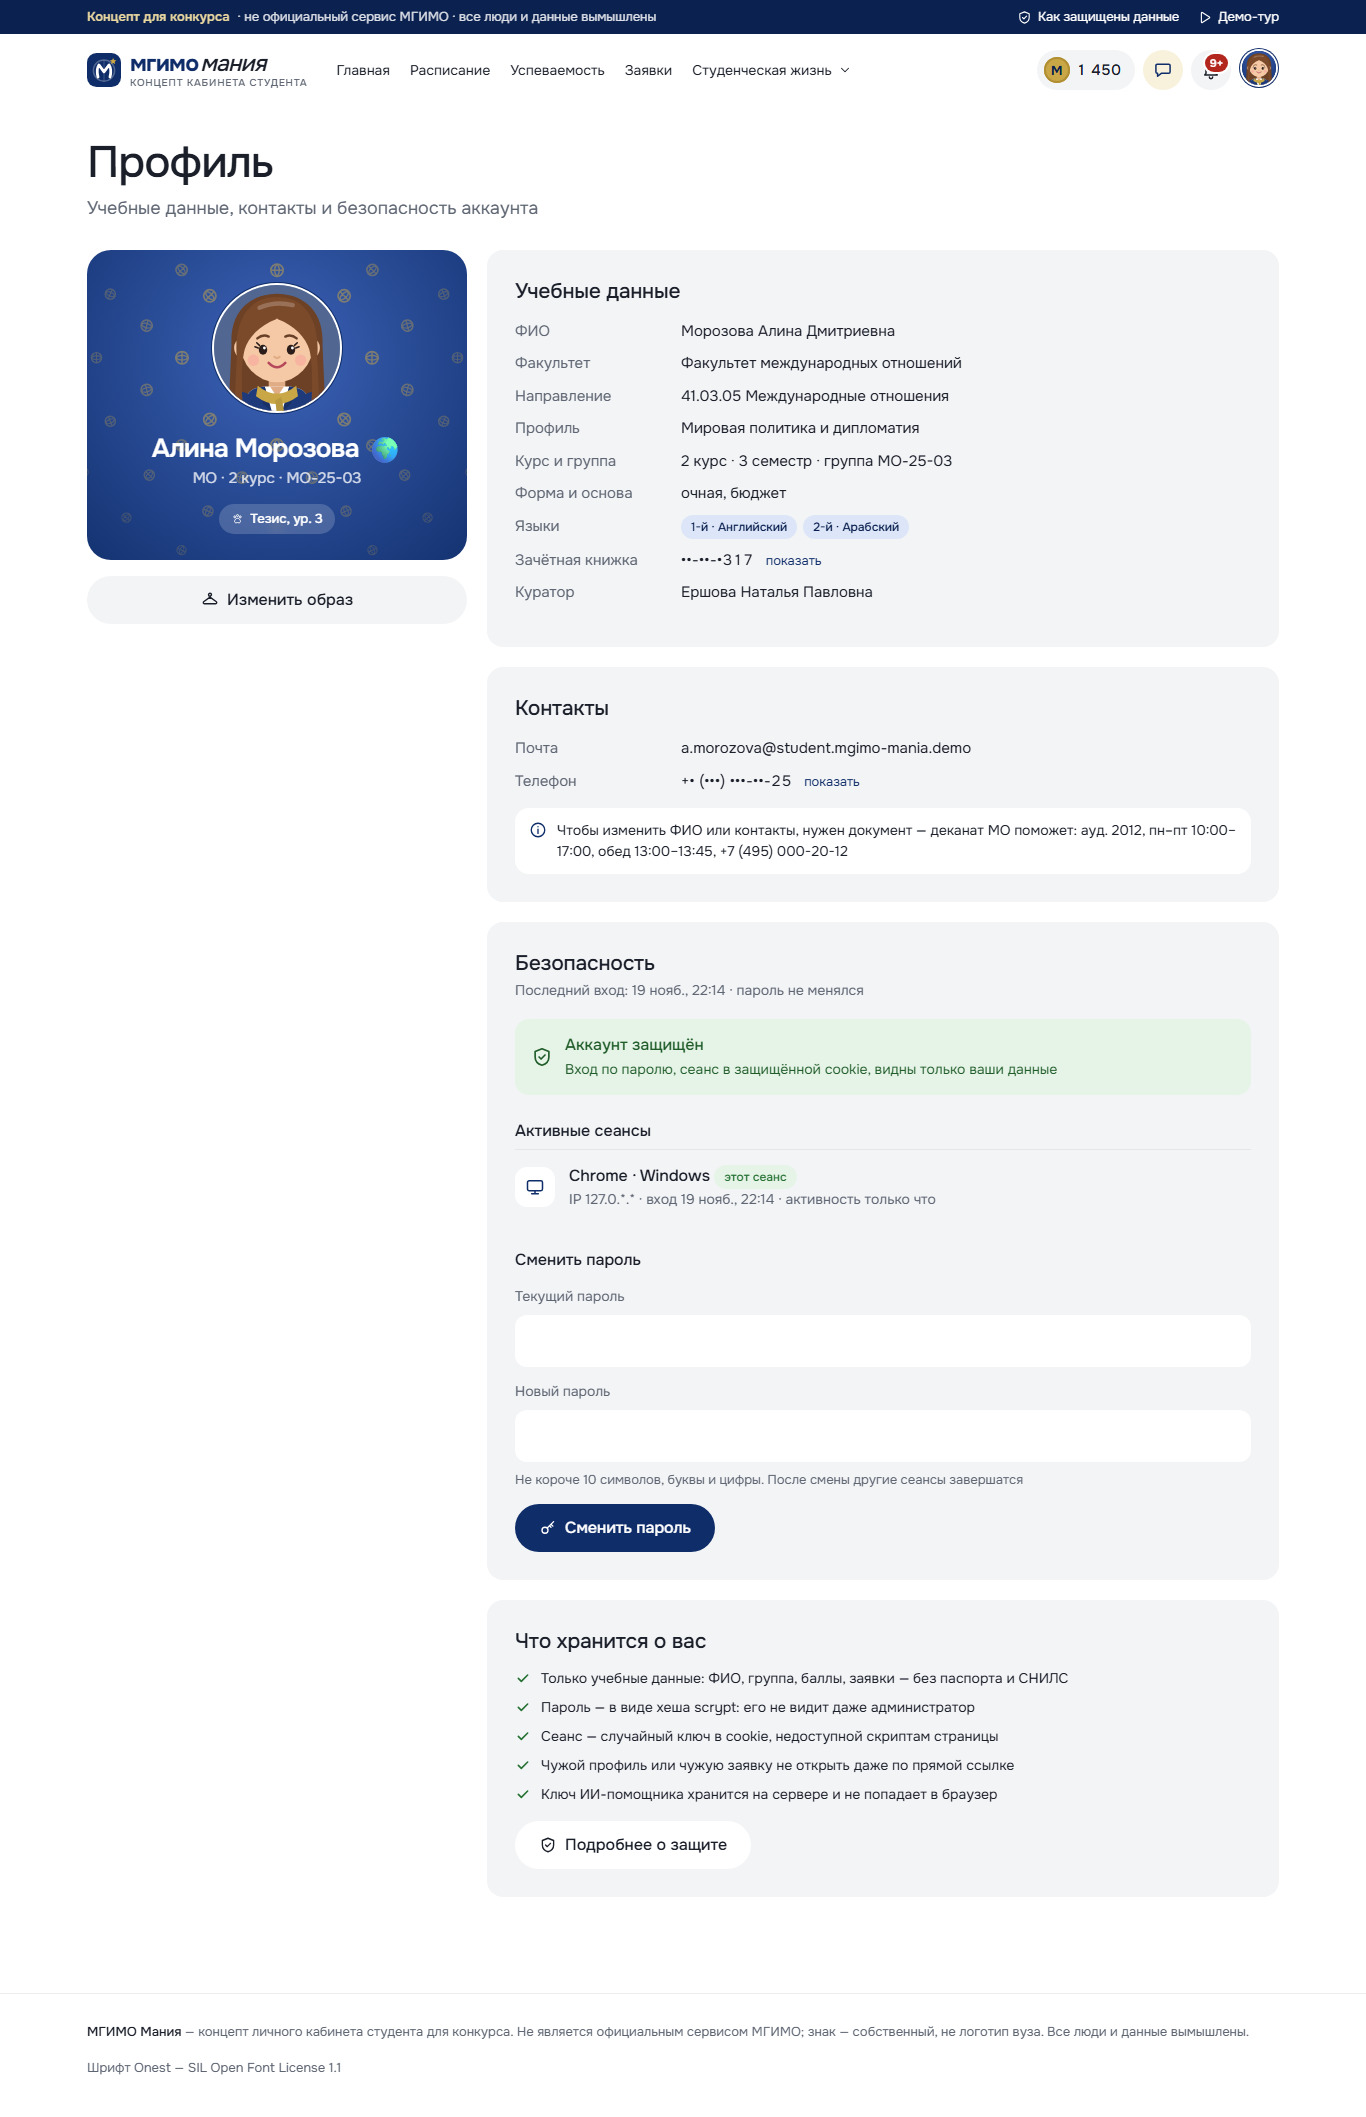 Концепт для конкурса · не официальный сервис МГИМО · все люди и данные вымышлены
Как защищены данные
Демо-тур
М
МГИМО Мания
КОНЦЕПТ КАБИНЕТА СТУДЕНТА
Главная
Расписание
Успеваемость
Заявки
Студенческая жизнь
М 1 450
9+
Профиль
Учебные данные, контакты и безопасность аккаунта
Алина Морозова
МО · 2 курс · МО-25-03
Тезис, ур. 3
Изменить образ
Учебные данные
ФИО Морозова Алина Дмитриевна
Факультет Факультет международных отношений
Направление 41.03.05 Международные отношения
Профиль Мировая политика и дипломатия
Курс и группа 2 курс · 3 семестр · группа МО-25-03
Форма и основа очная, бюджет
Языки 1-й · Английский 2-й · Арабский
Зачётная книжка ••-••-•317 показать
Куратор Ершова Наталья Павловна
Контакты
Почта a.morozova@student.mgimo-mania.demo
Телефон +• (•••) •••-••-25 показать
Чтобы изменить ФИО или контакты, нужен документ — деканат МО поможет: ауд. 2012, пн–пт 10:00–
17:00, обед 13:00–13:45, +7 (495) 000-20-12
Безопасность
Последний вход: 19 нояб., 22:14 · пароль не менялся
Аккаунт защищён
Вход по паролю, сеанс в защищённой cookie, видны только ваши данные
Активные сеансы
Chrome · Windows этот сеанс
IP 127.0.*.* · вход 19 нояб., 22:14 · активность только что
Сменить пароль
Текущий пароль
Новый пароль
Не короче 10 символов, буквы и цифры. После смены другие сеансы завершатся
Сменить пароль
Что хранится о вас
Только учебные данные: ФИО, группа, баллы, заявки — без паспорта и СНИЛС
Пароль — в виде хеша scrypt: его не видит даже администратор
Сеанс — случайный ключ в cookie, недоступной скриптам страницы
Чужой профиль или чужую заявку не открыть даже по прямой ссылке
Ключ ИИ-помощника хранится на сервере и не попадает в браузер
Подробнее о защите
МГИМО Мания — концепт личного кабинета студента для конкурса. Не является официальным сервисом МГИМО; знак — собственный, не логотип вуза. Все люди и данные вымышлены.
Шрифт Onest — SIL Open Font License 1.1